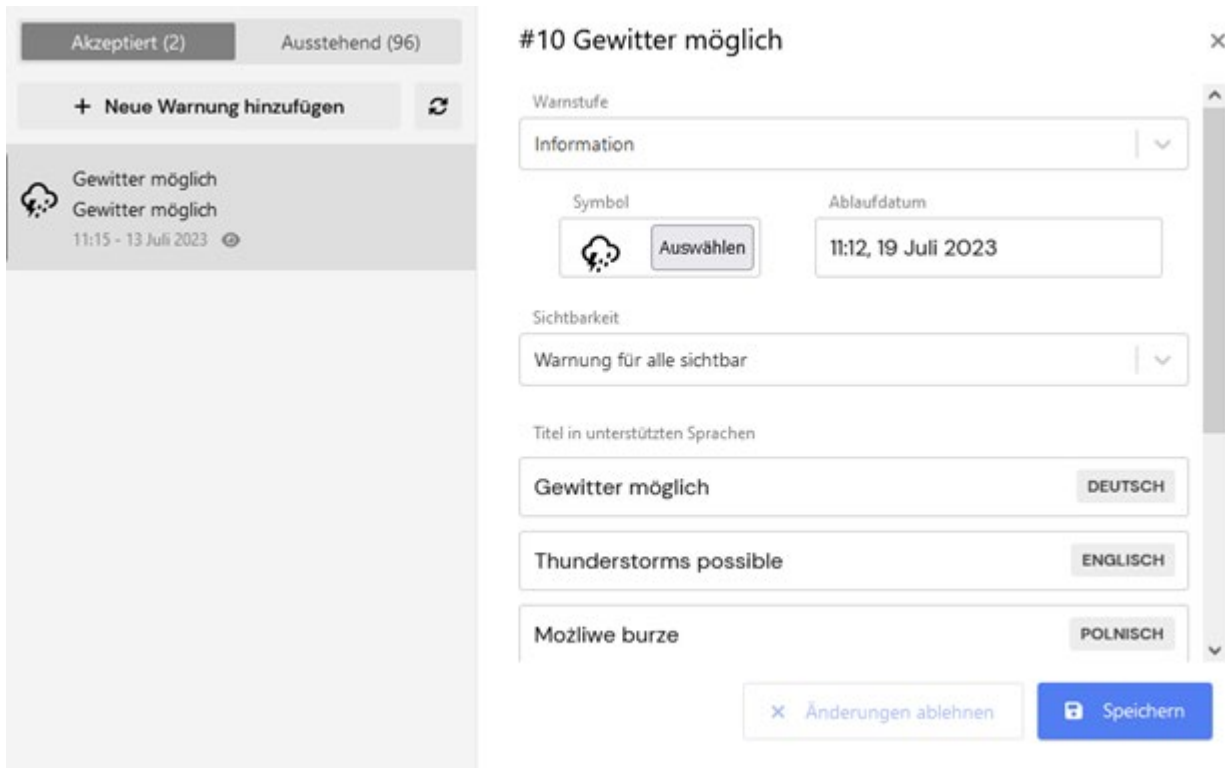 Akzeptiert (2)
Ausstehend (96)
+ Neue Warnung hinzufügen
Gewitter möglich
Gewitter möglich
11:15 - 13 Juli 2023
#10 Gewitter möglich
Warnstufe
Information
Symbol
Auswählen
Ablaufdatum
11:12, 19 Juli 2023
Sichtbarkeit
Warnung für alle sichtbar
Titel in unterstützten Sprachen
Gewitter möglich
DEUTSCH
Thunderstorms possible
ENGLISCH
Możliwe burze
POLNISCH
Änderungen ablehnen
Speichern